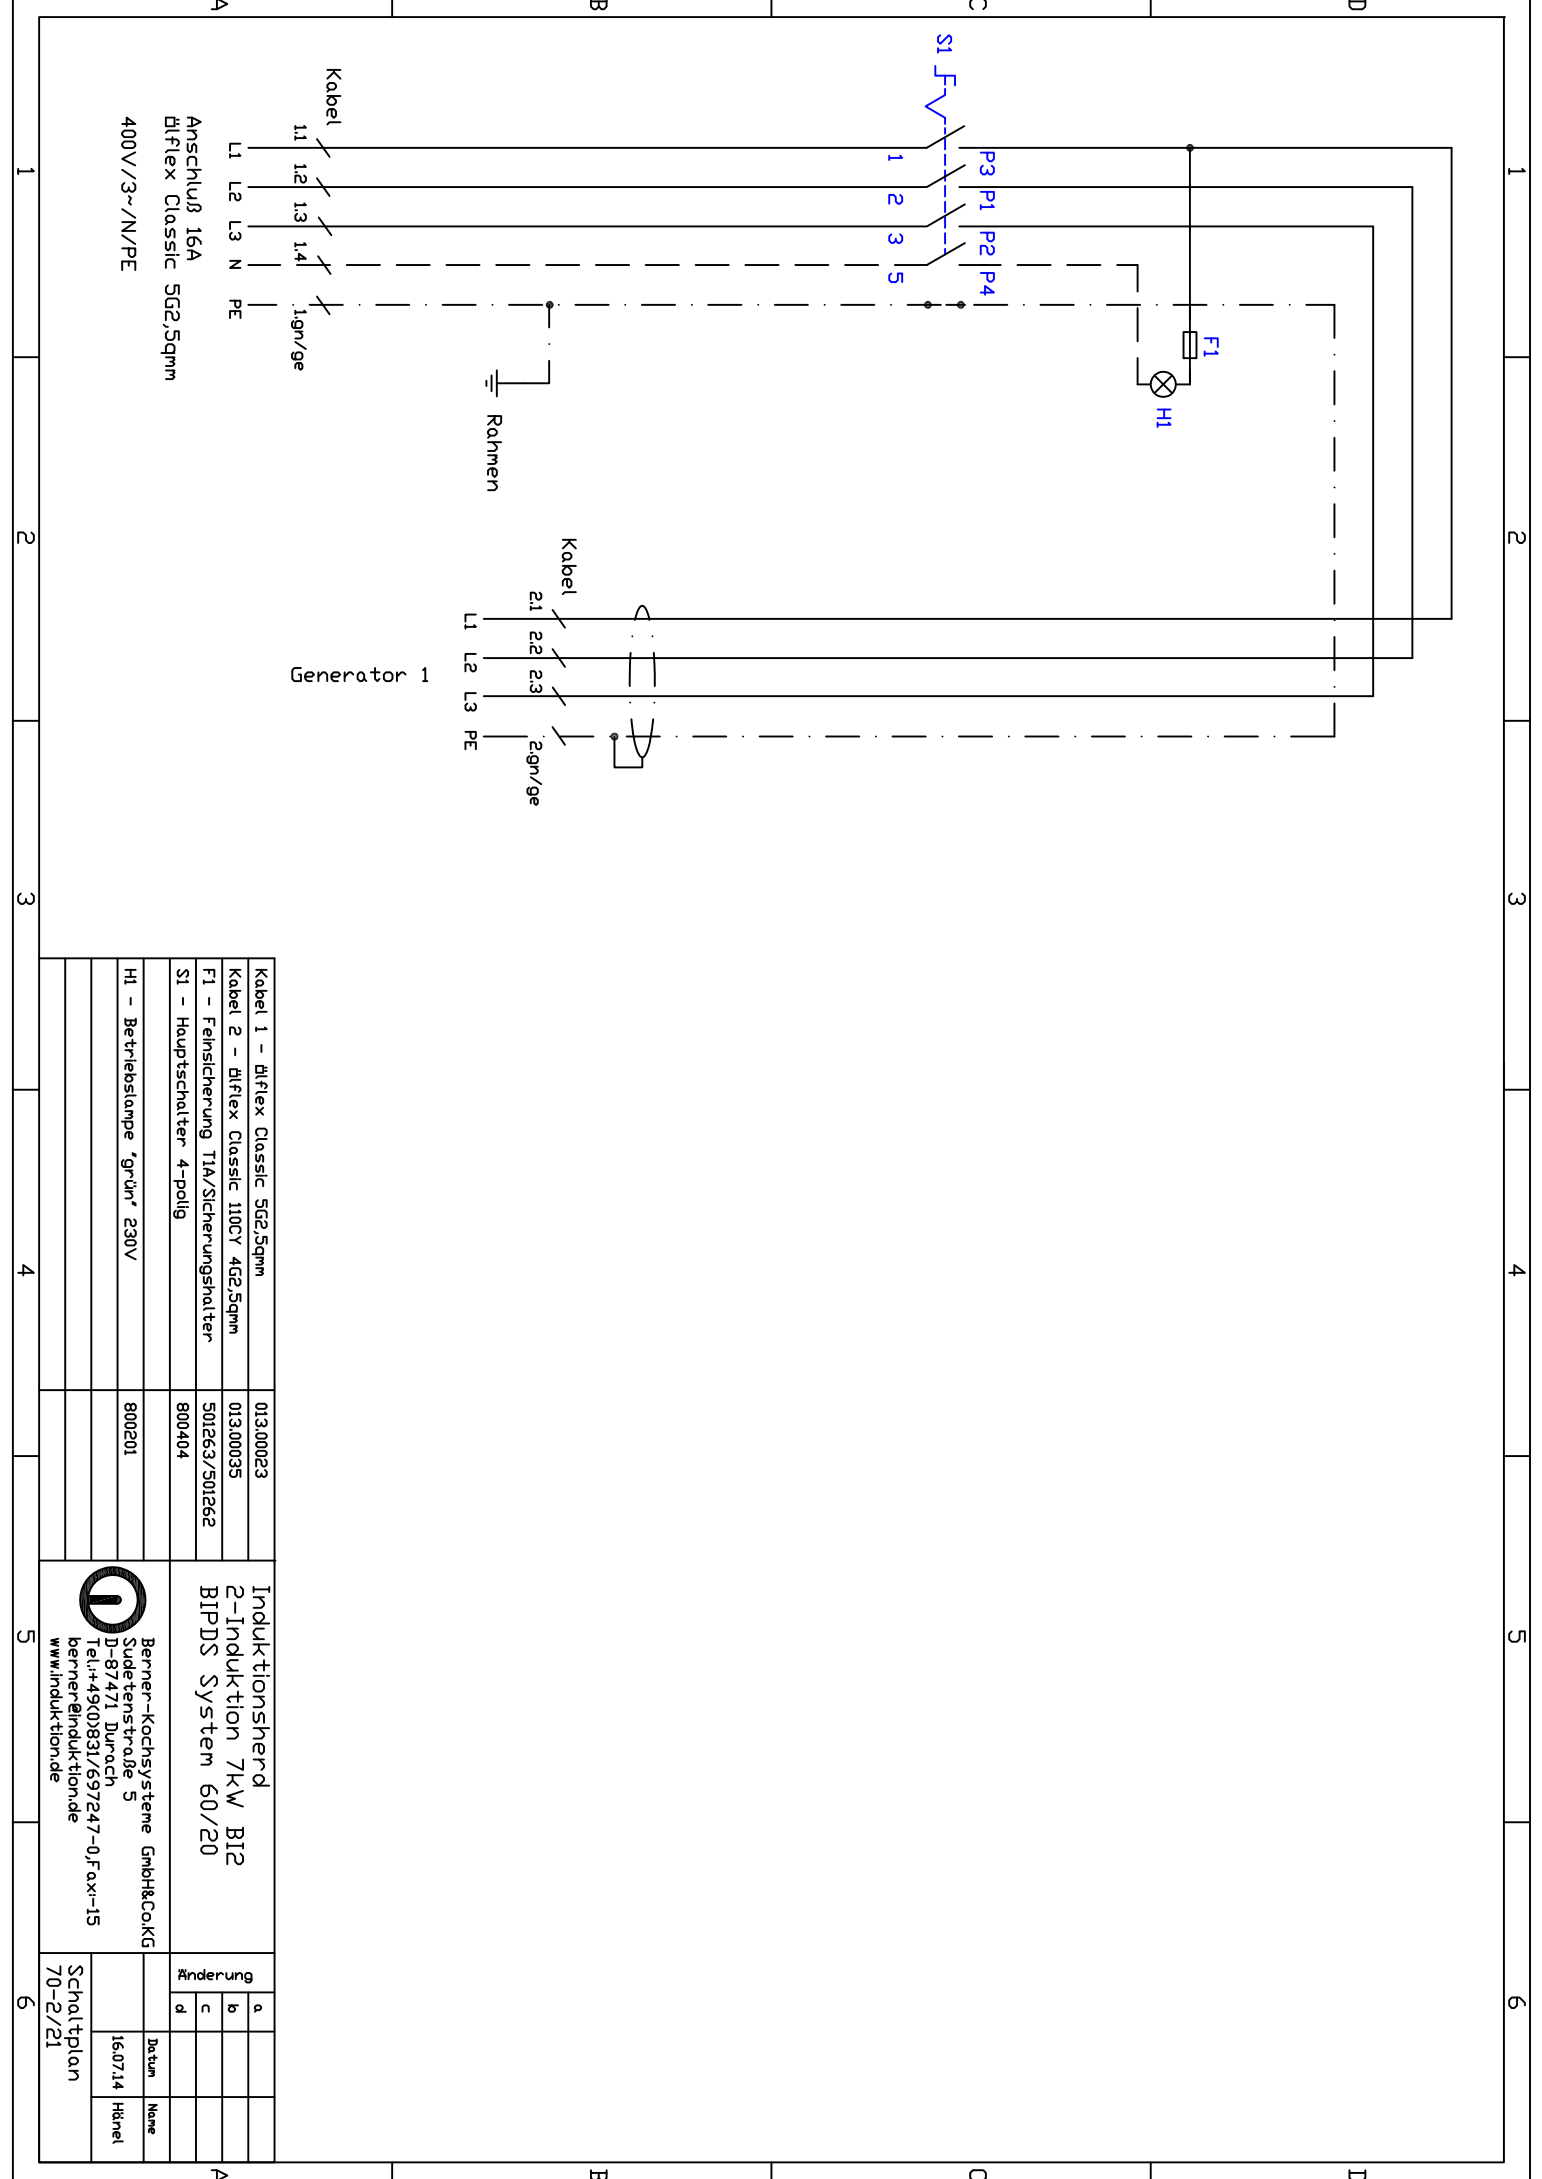 A
B
C
D
1
2
3
4
5
6
1
2
3
4
5
6
A
B
C
D
S1
P3 P1 P2 P4
1 2 3 5
F1
H1
Kabel
1.1 1.2 1.3 1.4 1.gn/ge
L1 L2 L3 N PE
Anschluß 16A
Ölflex Classic 5G2,5qmm
400V/3~/N/PE
Rahmen
Kabel
2.1 2.2 2.3 2.gn/ge
L1 L2 L3 PE
Generator 1
Kabel 1 - Ölflex Classic 5G2,5qmm 013.00023
Kabel 2 - Ölflex Classic 110CY 4G2,5qmm 013.00035
F1 - Feinsicherung T1A/Sicherungshalter 501263/501262
S1 - Hauptschalter 4-polig 800404
H1 - Betriebslampe "grün" 230V 800201
Induktionsherd
2-Induktion 7kW BI2
BIPDS System 60/20
Berner-Kochsysteme GmbH&Co.KG
Sudetenstraße 5
D-87471 Durach
Tel.:+49(0)831/697247-0,Fax:-15
berner@induktion.de
www.induktion.de
Änderung
a
b
c
d
Datum Name
16.07.14 Hänel
Schaltplan
70-2/21